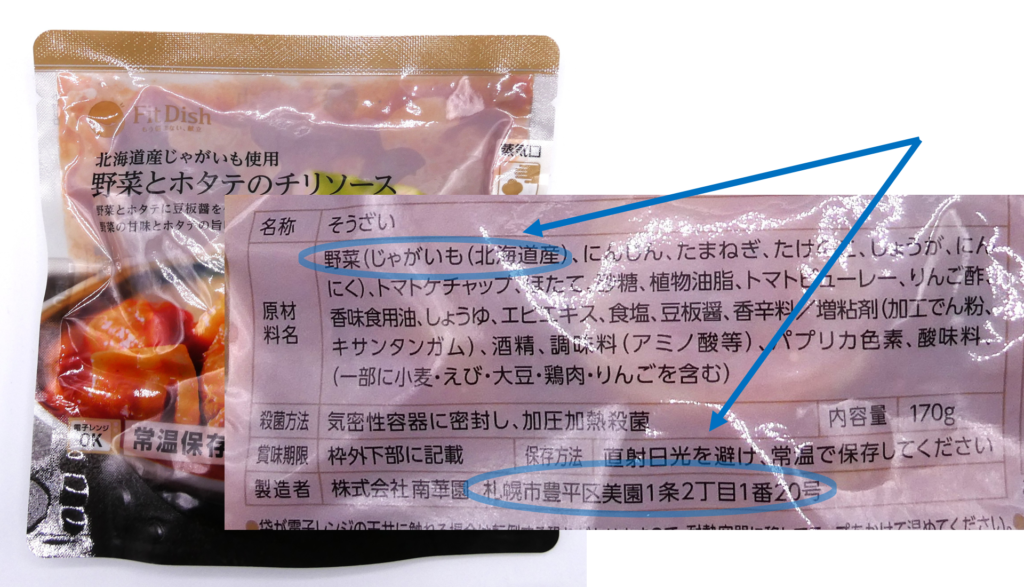 Fit Dish
北海道産じゃがいも使用
野菜とホタテのチリソース
野菜とホタテに豆板醤を
野菜の甘味とホタテの旨
蒸気口
電子レンジ
OK
常温保存
名称 そうざい
原材料名 野菜(じゃがいも(北海道産)、にんじん、たまねぎ、たけのこ、しょうが、にん
にく)、トマトケチャップ、ほたて、砂糖、植物油脂、トマトピューレー、りんご酢、
香味食用油、しょうゆ、エビエキス、食塩、豆板醤、香辛料/増粘剤(加工でん粉、
キサンタンガム)、酒精、調味料(アミノ酸等)、パプリカ色素、酸味料、
(一部に小麦・えび・大豆・鶏肉・りんごを含む)
殺菌方法 気密性容器に密封し、加圧加熱殺菌 内容量 170g
賞味期限 枠外下部に記載 保存方法 直射日光を避け、常温で保存してください
製造者 株式会社南華園 札幌市豊平区美園1条2丁目1番20号